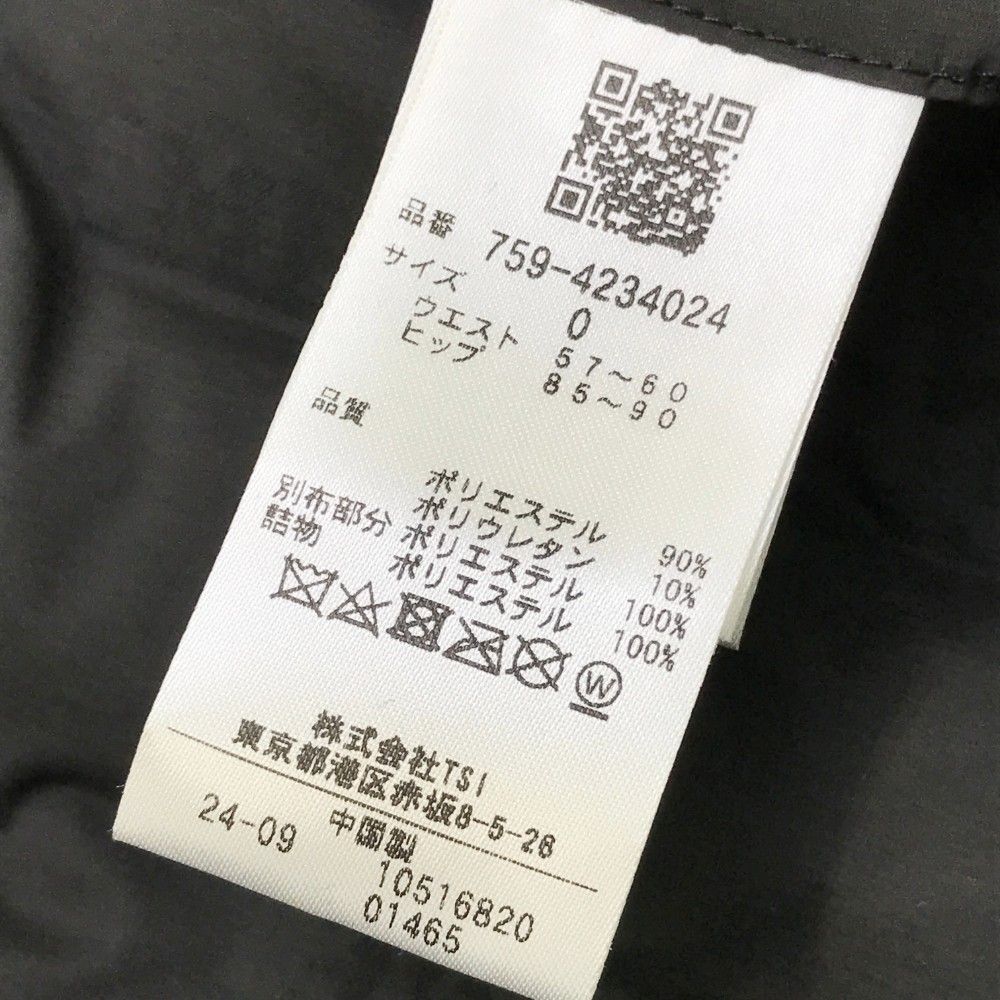 品番 759-4234024
サイズ 0
ウエスト 57～60
ヒップ 85～90
品質
ポリエステル 90%
ポリウレタン 10%
別布部分 ポリエステル 100%
詰物 ポリエステル 100%
W
株式会社TSI
東京都港区赤坂8-5-28
24-09 中国製
10516820
01465